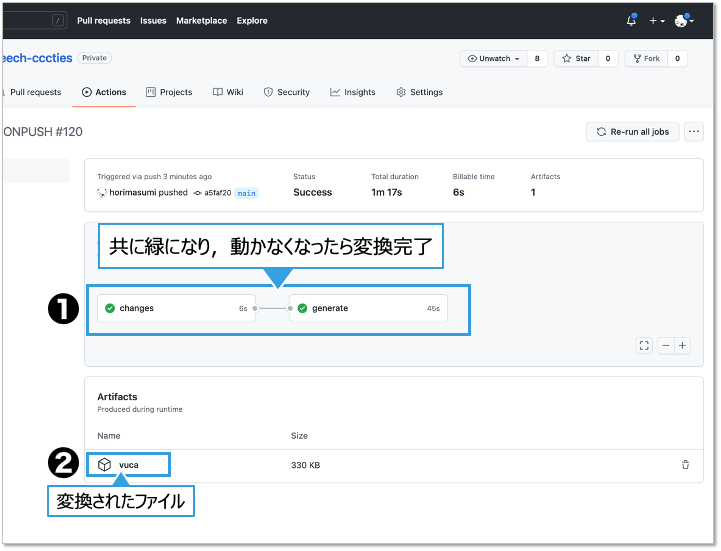 /
Pull requests Issues Marketplace Explore
eech-cccties Private
Unwatch 8 Star 0 Fork 0
Pull requests Actions Projects Wiki Security Insights Settings
ONPUSH #120
Re-run all jobs ...
Triggered via push 3 minutes ago Status Total duration Billable time Artifacts
horimasumi pushed a5faf20 main Success 1m 17s 6s 1
共に緑になり，動かなくなったら変換完了
❶
changes 6s generate 45s
Artifacts
Produced during runtime
Name Size
❷
vuca 330 KB
変換されたファイル